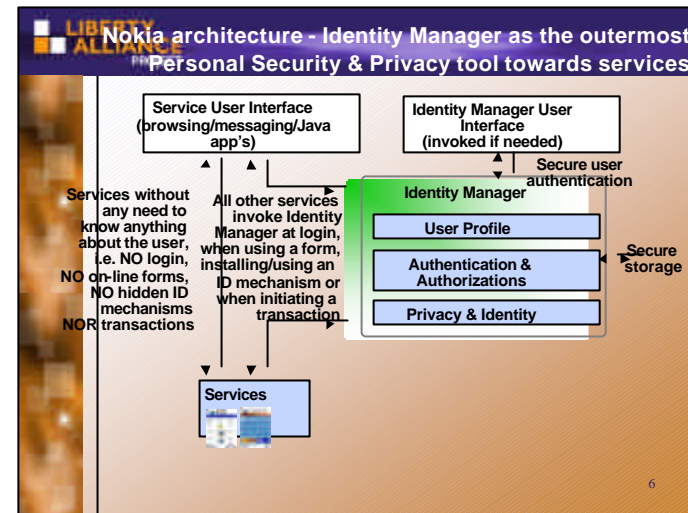 LIBERTY
ALLIANCE
PROJECT
Nokia architecture - Identity Manager as the outermost
Personal Security & Privacy tool towards services
Service User Interface
(browsing/messaging/Java
app's)
Identity Manager User
Interface
(invoked if needed)
Secure user
authentication
Services without
any need to
know anything
about the user,
i.e. NO login,
NO on-line forms,
NO hidden ID
mechanisms
NOR transactions
All other services
invoke Identity
Manager at login,
when using a form,
installing/using an
ID mechanism or
when initiating a
transaction
Identity Manager
User Profile
Authentication &
Authorizations
Privacy & Identity
Secure
storage
Services
6